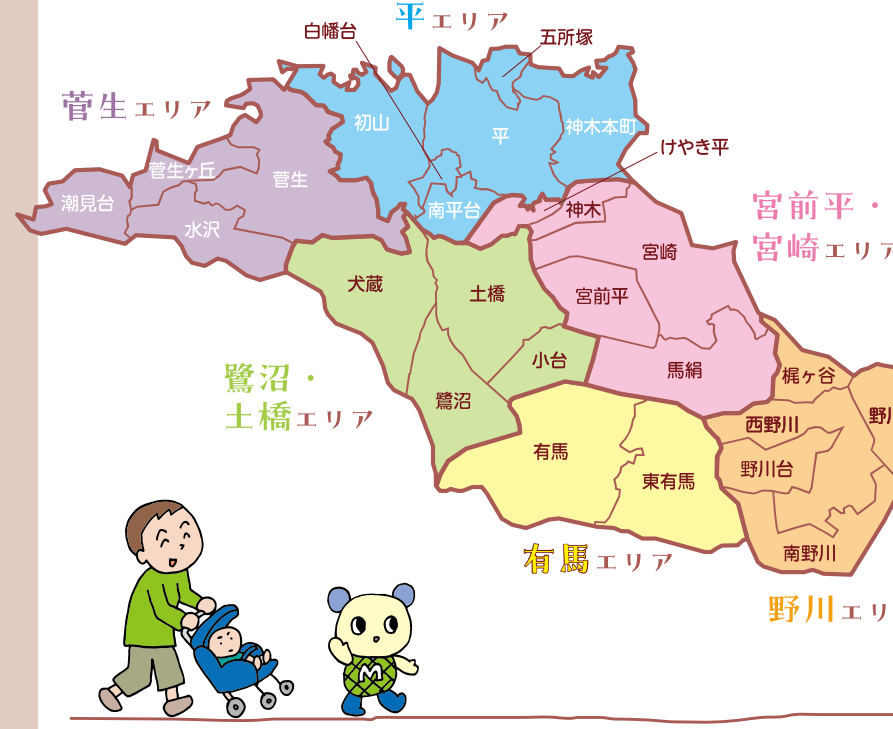 平エリア
白幡台
五所塚
菅生エリア
初山
平
神木本町
けやき平
菅生ヶ丘
菅生
潮見台
水沢
南平台
神木
宮前平・
宮崎エリア
宮崎
犬蔵
土橋
宮前平
小台
馬絹
鷺沼・
土橋エリア
鷺沼
梶ヶ谷
西野川
野川
有馬
東有馬
野川台
南野川
有馬エリア
野川エリ
M